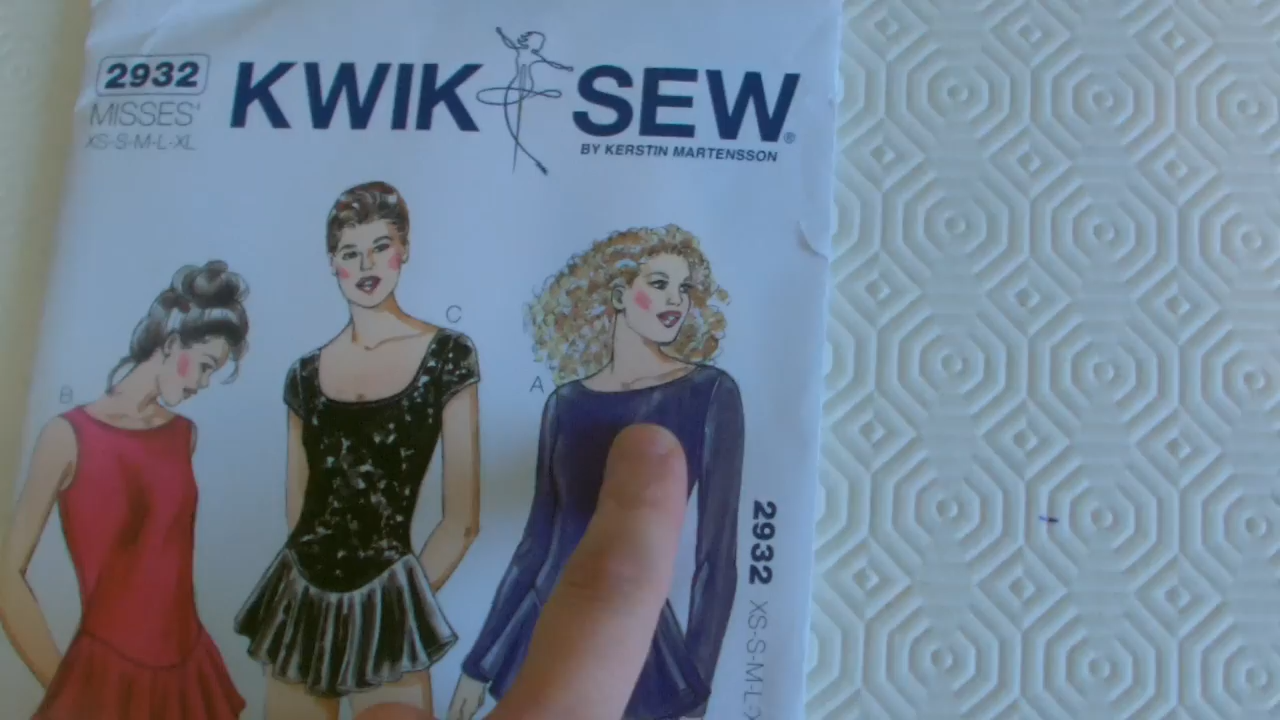 2932
MISSES'
XS-S-M-L-XL
KWIK SEW®
BY KERSTIN MARTENSSON
C
A
B
2932 XS-S-M-L-X